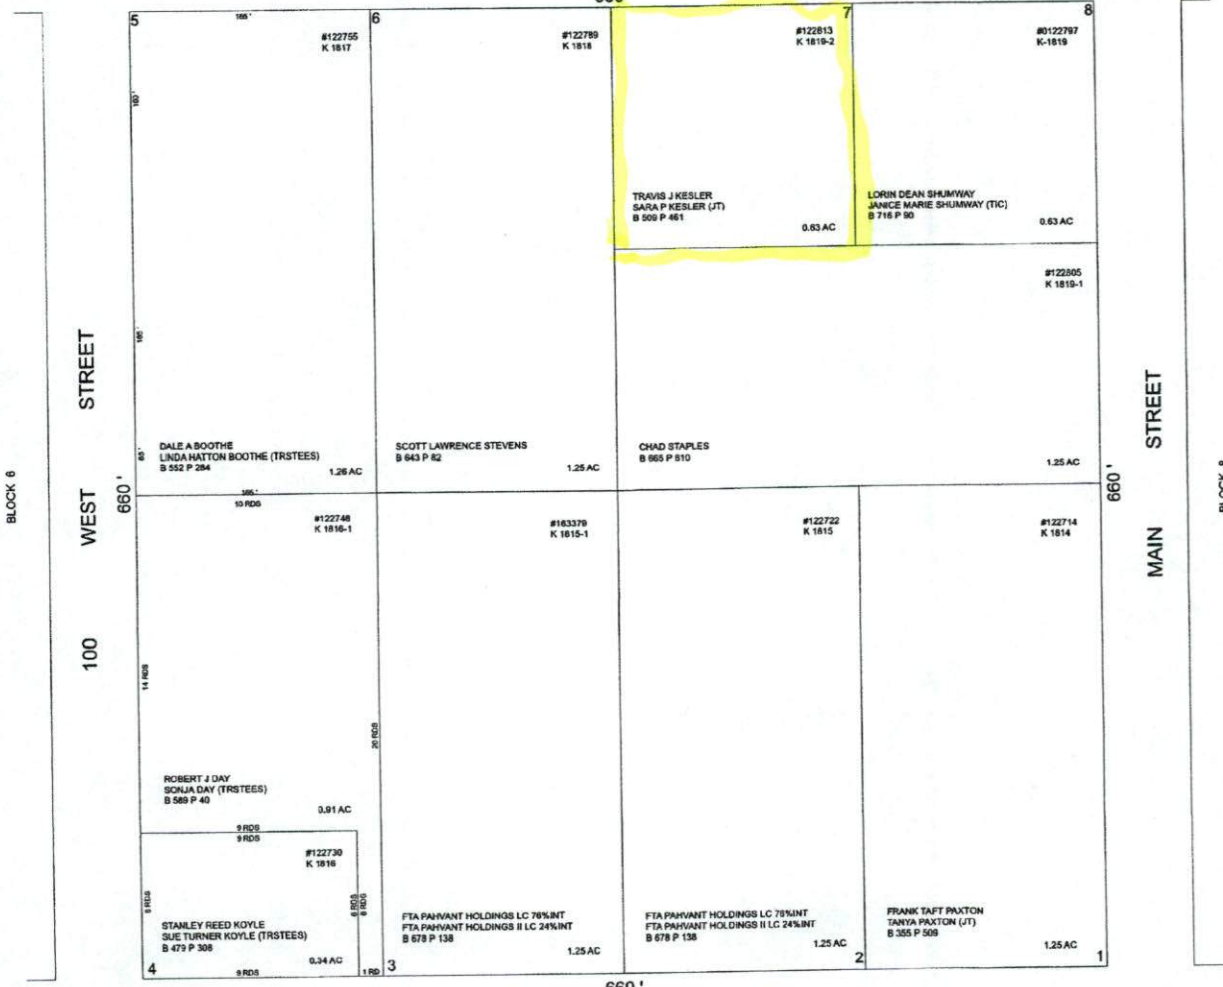 5
165'
6
7
8
#122755
K 1817
#122789
K 1818
#122813
K 1819-2
#0122797
K-1819
160'
TRAVIS J KESLER
SARA P KESLER (JT)
B 509 P 461
0.63 AC
LORIN DEAN SHUMWAY
JANICE MARIE SHUMWAY (TIC)
B 716 P 90
0.63 AC
#122805
K 1819-1
165'
DALE A BOOTHE
LINDA HATTON BOOTHE (TRSTEES)
B 552 P 284
1.26 AC
SCOTT LAWRENCE STEVENS
B 643 P 82
1.25 AC
CHAD STAPLES
B 665 P 810
1.25 AC
BLOCK 6
100 WEST STREET
660'
MAIN STREET
660'
165'
10 RDS
#122748
K 1816-1
#163379
K 1815-1
#122722
K 1815
#122714
K 1814
14 RDS
20 RDS
ROBERT J DAY
SONJA DAY (TRSTEES)
B 589 P 40
0.91 AC
9 RDS
9 RDS
#122730
K 1816
6 RDS
6 RDS
STANLEY REED KOYLE
SUE TURNER KOYLE (TRSTEES)
B 479 P 308
0.34 AC
FTA PAHVANT HOLDINGS LC 76%INT
FTA PAHVANT HOLDINGS II LC 24%INT
B 678 P 138
1.25 AC
FTA PAHVANT HOLDINGS LC 76%INT
FTA PAHVANT HOLDINGS II LC 24%INT
B 678 P 138
1.25 AC
FRANK TAFT PAXTON
TANYA PAXTON (JT)
B 355 P 509
1.25 AC
4
9 RDS
1 RD
3
2
1
660'